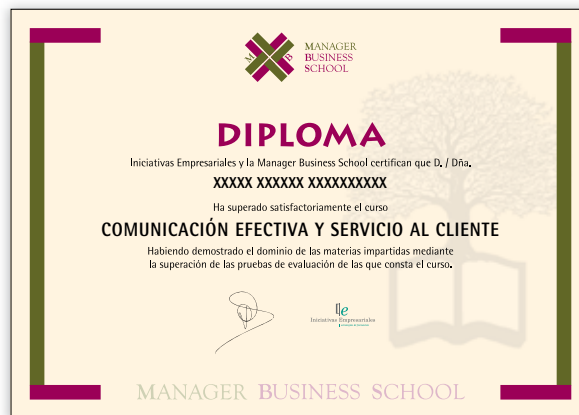 M B
MANAGER
BUSINESS
SCHOOL
DIPLOMA
Iniciativas Empresariales y la Manager Business School certifican que D. / Dña.
XXXXX XXXXXX XXXXXXXXXX
Ha superado satisfactoriamente el curso
COMUNICACIÓN EFECTIVA Y SERVICIO AL CLIENTE
Habiendo demostrado el dominio de las materias impartidas mediante
la superación de las pruebas de evaluación de las que consta el curso.
Iniciativas Empresariales
MANAGER BUSINESS SCHOOL